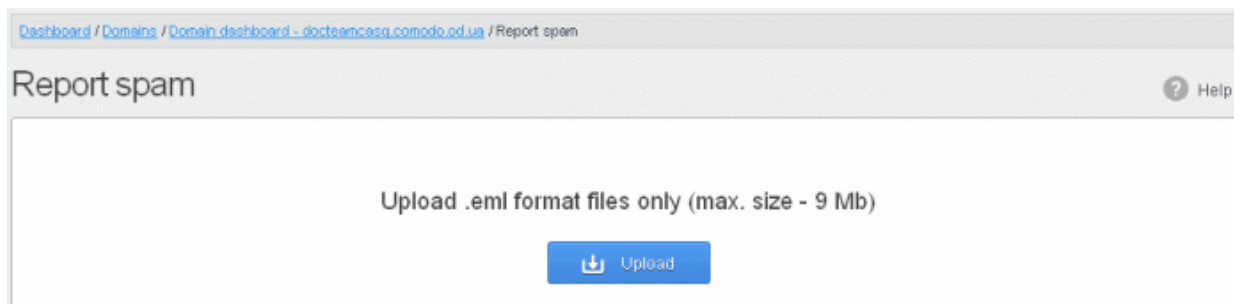 Dashboard / Domains / Domain dashboard - docteamcasg.comodo.od.ua / Report spam
Report spam
Help
Upload .eml format files only (max. size - 9 Mb)
Upload